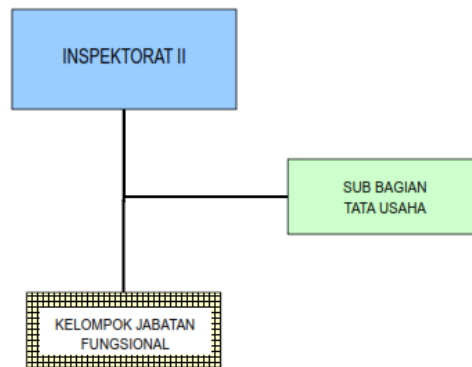 INSPEKTORAT II
SUB BAGIAN
TATA USAHA
KELOMPOK JABATAN
FUNGSIONAL